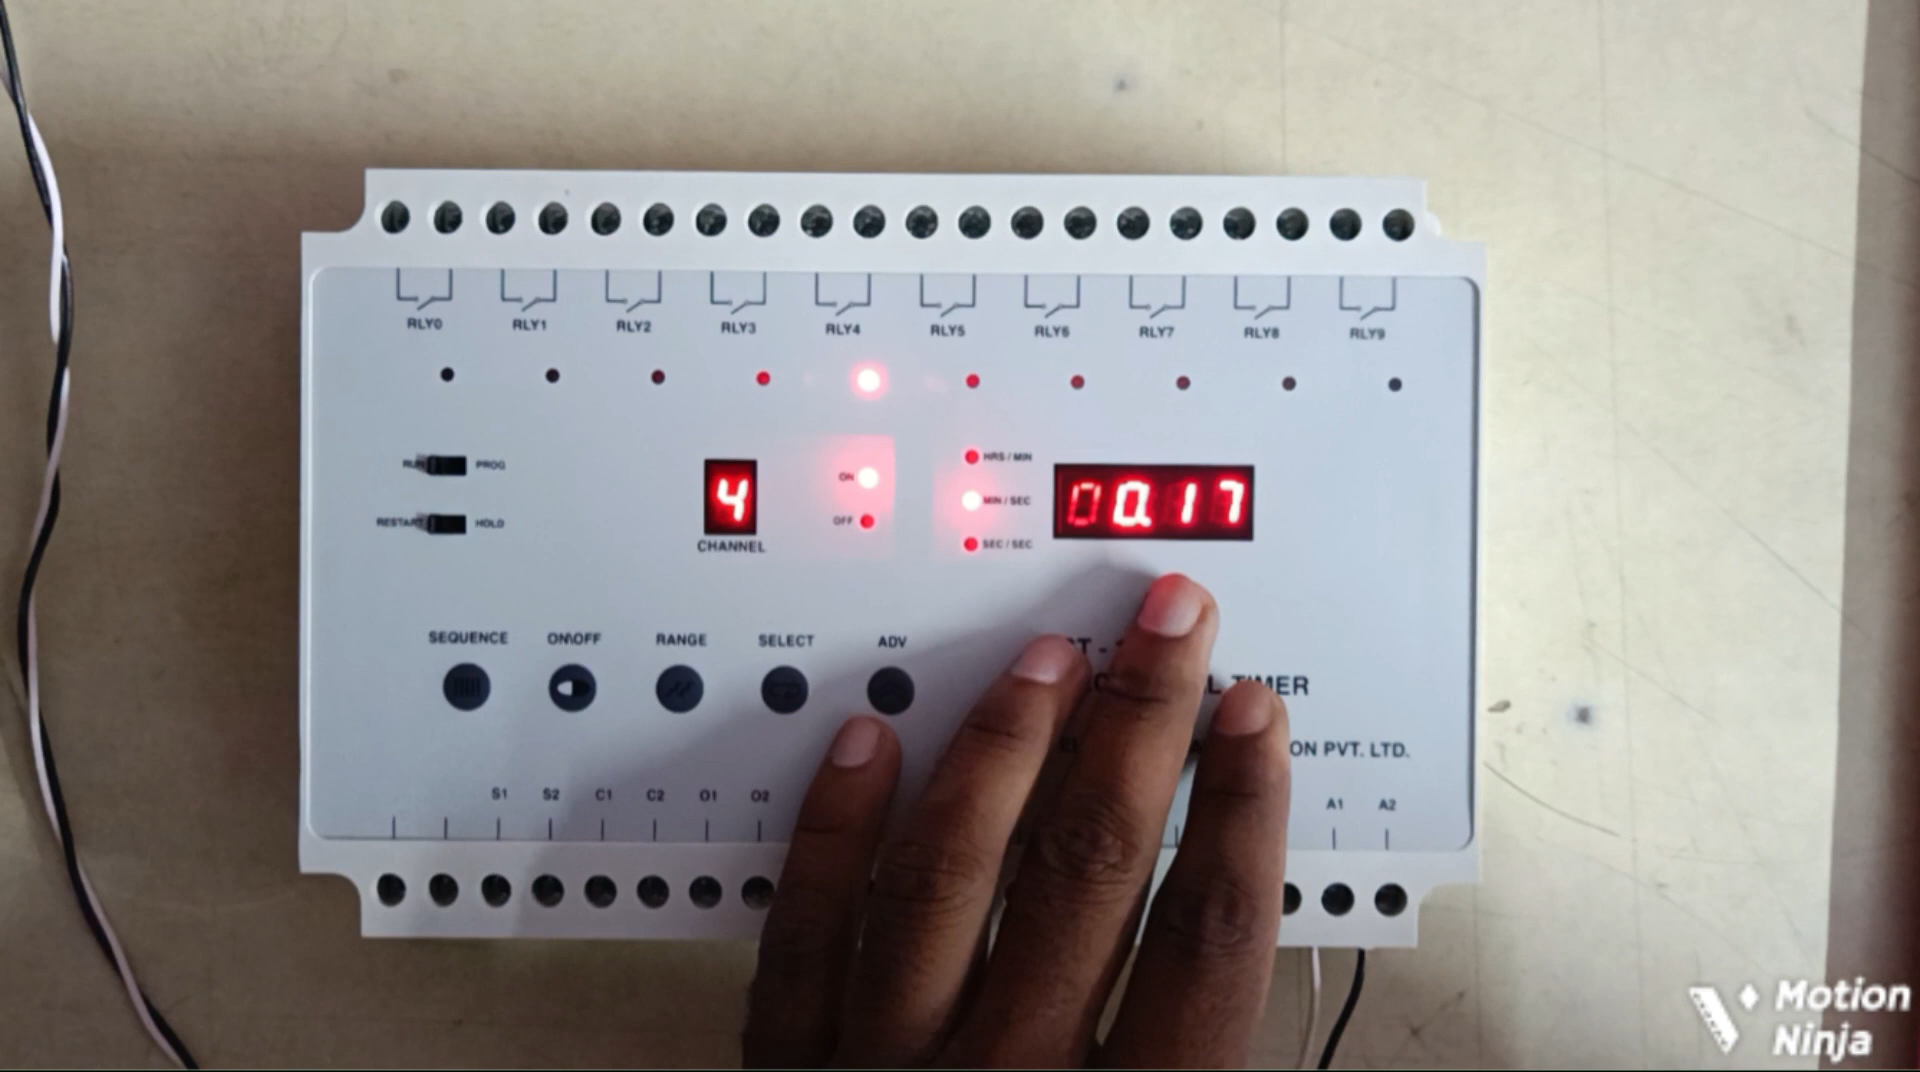 RLY0 RLY1 RLY2 RLY3 RLY4 RLY5 RLY6 RLY7 RLY8 RLY9
PROG
RESTART HOLD
4
CHANNEL
ON
OFF
HRS / MIN
MIN / SEC
SEC / SEC
00.17
SEQUENCE ON\OFF RANGE SELECT ADV
TIMER
PVT. LTD.
S1 S2 C1 C2 O1 O2 A1 A2
Motion
Ninja